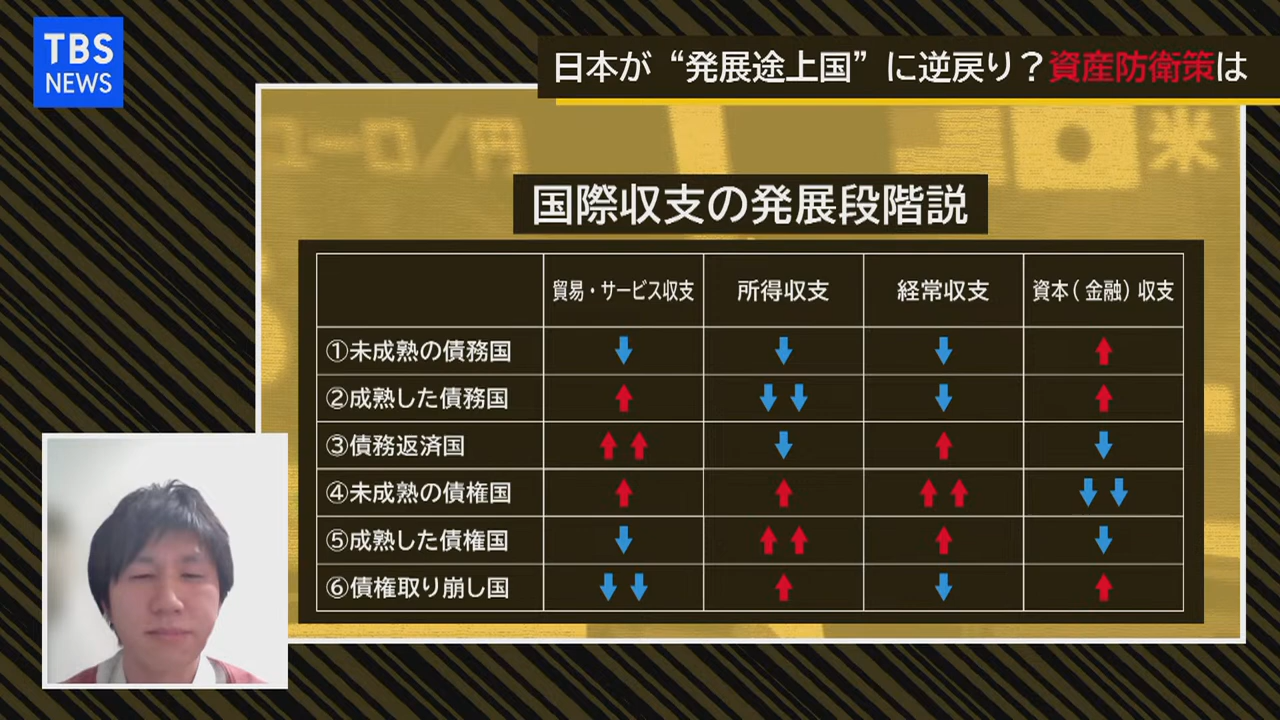 TBS
NEWS
日本が“発展途上国”に逆戻り？資産防衛策は
ユーロ/円
米
国際収支の発展段階説
貿易・サービス収支 所得収支 経常収支 資本(金融)収支
①未成熟の債務国 ↓ ↓ ↓ ↑
②成熟した債務国 ↑ ↓↓ ↓ ↑
③債務返済国 ↑↑ ↓ ↑ ↓
④未成熟の債権国 ↑ ↑ ↑↑ ↓↓
⑤成熟した債権国 ↓ ↑↑ ↑ ↓
⑥債権取り崩し国 ↓↓ ↑ ↓ ↑